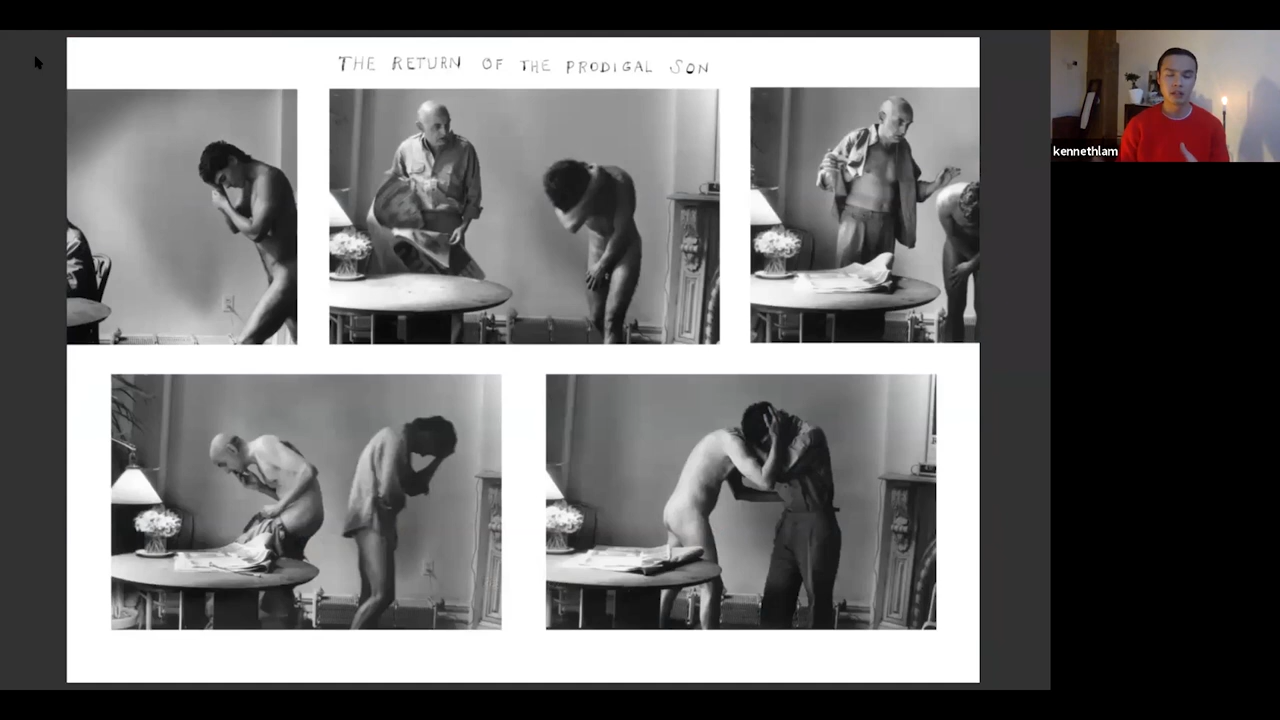 THE RETURN OF THE PRODIGAL SON
kennethlam